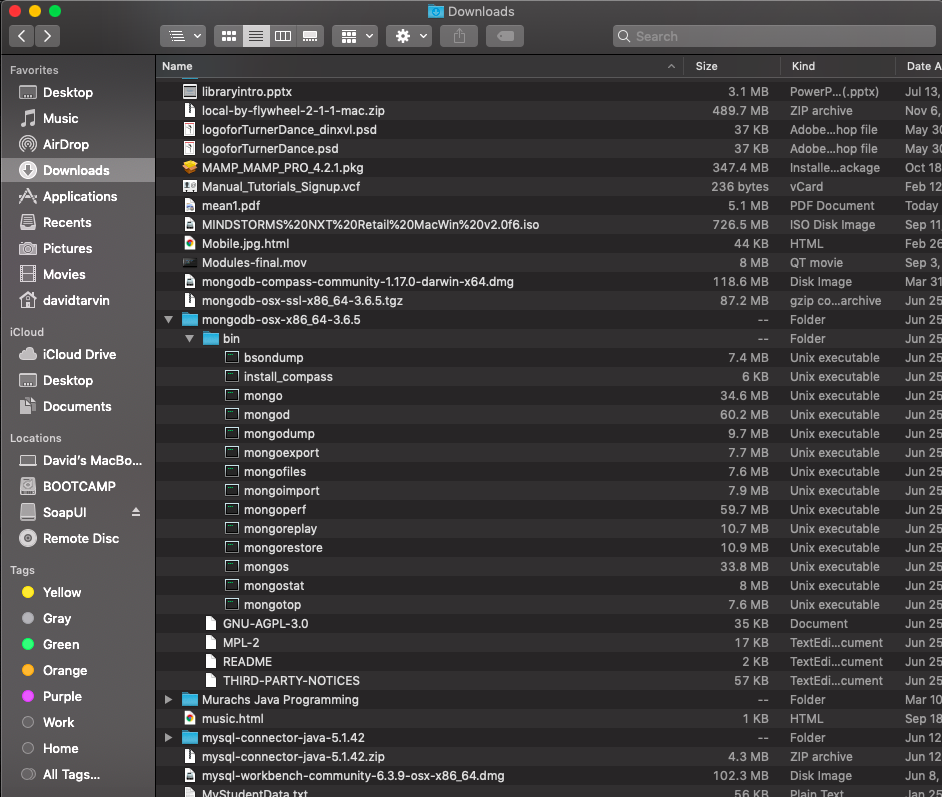 Downloads
Search
Favorites
Desktop
Music
AirDrop
Downloads
Applications
Recents
Pictures
Movies
davidtarvin
iCloud
iCloud Drive
Desktop
Documents
Locations
David's MacBo...
BOOTCAMP
SoapUI
Remote Disc
Tags
Yellow
Gray
Green
Orange
Purple
Work
Home
All Tags...
Name Size Kind Date A
libraryintro.pptx 3.1 MB PowerP...(.pptx) Jul 13,
local-by-flywheel-2-1-1-mac.zip 489.7 MB ZIP archive Nov 6,
logoforTurnerDance_dinxvl.psd 37 KB Adobe...hop file May 30
logoforTurnerDance.psd 37 KB Adobe...hop file May 30
MAMP_MAMP_PRO_4.2.1.pkg 347.4 MB Installe...ackage Oct 18
Manual_Tutorials_Signup.vcf 236 bytes vCard Feb 12
mean1.pdf 5.1 MB PDF Document Today
MINDSTORMS%20NXT%20Retail%20MacWin%20v2.0f6.iso 726.5 MB ISO Disk Image Sep 11
Mobile.jpg.html 44 KB HTML Feb 26
Modules-final.mov 8 MB QT movie Sep 3,
mongodb-compass-community-1.17.0-darwin-x64.dmg 118.6 MB Disk Image Mar 31
mongodb-osx-ssl-x86_64-3.6.5.tgz 87.2 MB gzip co...archive Jun 25
mongodb-osx-x86_64-3.6.5 -- Folder Jun 25
bin -- Folder Jun 25
bsondump 7.4 MB Unix executable Jun 25
install_compass 6 KB Unix executable Jun 25
mongo 34.6 MB Unix executable Jun 25
mongod 60.2 MB Unix executable Jun 25
mongodump 9.7 MB Unix executable Jun 25
mongoexport 7.7 MB Unix executable Jun 25
mongofiles 7.6 MB Unix executable Jun 25
mongoimport 7.9 MB Unix executable Jun 25
mongoperf 59.7 MB Unix executable Jun 25
mongoreplay 10.7 MB Unix executable Jun 25
mongorestore 10.9 MB Unix executable Jun 25
mongos 33.8 MB Unix executable Jun 25
mongostat 8 MB Unix executable Jun 25
mongotop 7.6 MB Unix executable Jun 25
GNU-AGPL-3.0 35 KB Document Jun 25
MPL-2 17 KB TextEdi...cument Jun 25
README 2 KB TextEdi...cument Jun 25
THIRD-PARTY-NOTICES 57 KB TextEdi...cument Jun 25
Murachs Java Programming -- Folder Mar 10
music.html 1 KB HTML Sep 18
mysql-connector-java-5.1.42 -- Folder Jun 12
mysql-connector-java-5.1.42.zip 4.3 MB ZIP archive Jun 12
mysql-workbench-community-6.3.9-osx-x86_64.dmg 102.3 MB Disk Image Jun 8,
MyStudentData.txt 56 KB Plain Text Jan 25